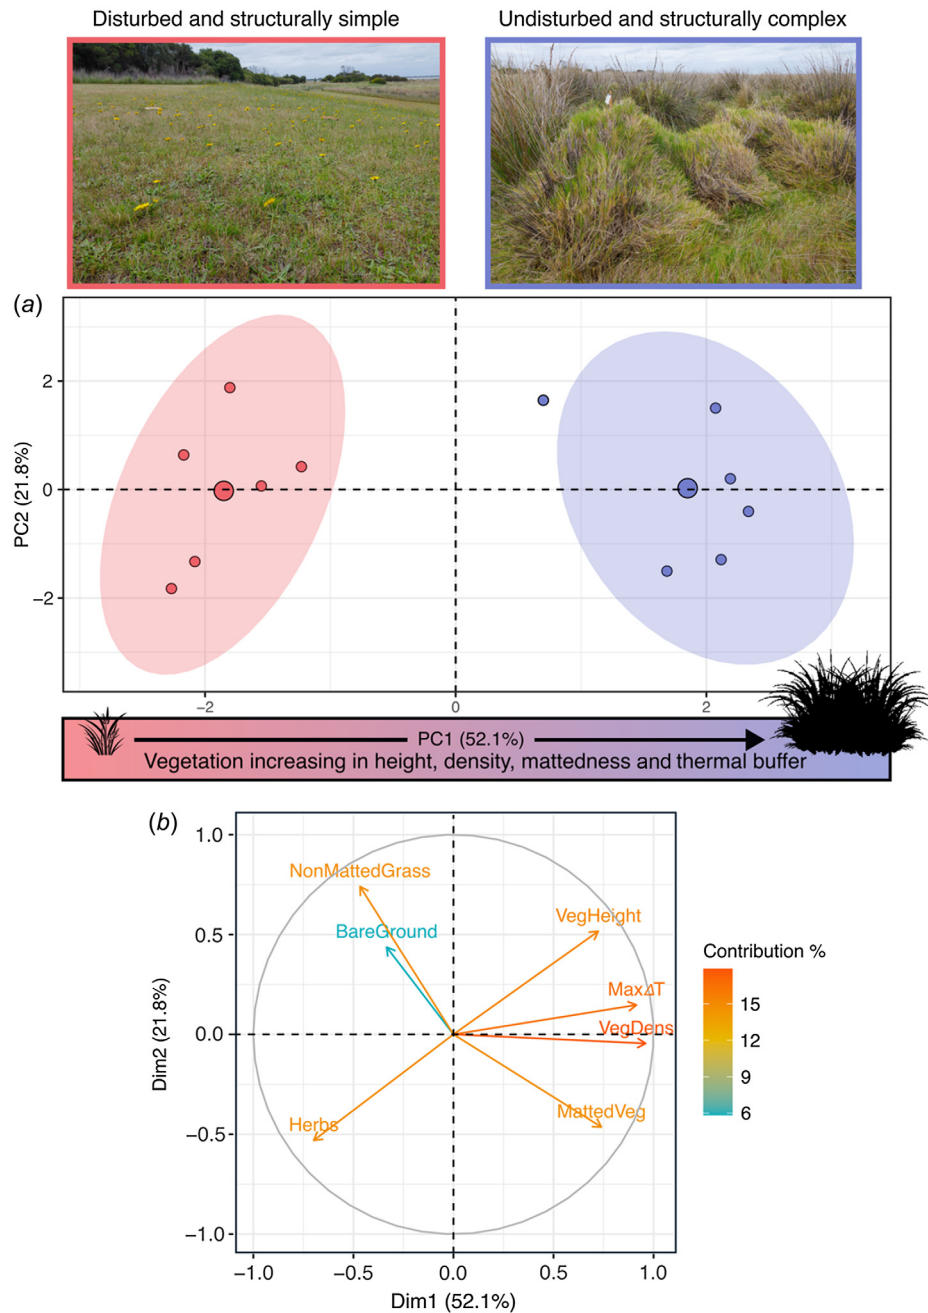 Disturbed and structurally simple
Undisturbed and structurally complex
(a)
PC2 (21.8%)
2
0
−2
−2
0
2
PC1 (52.1%)
Vegetation increasing in height, density, mattedness and thermal buffer
(b)
Dim2 (21.8%)
1.0
0.5
0.0
−0.5
−1.0
NonMattedGrass
BareGround
VegHeight
MaxΔT
VegDens
MattedVeg
Herbs
−1.0
−0.5
0.0
0.5
1.0
Dim1 (52.1%)
Contribution %
15
12
9
6